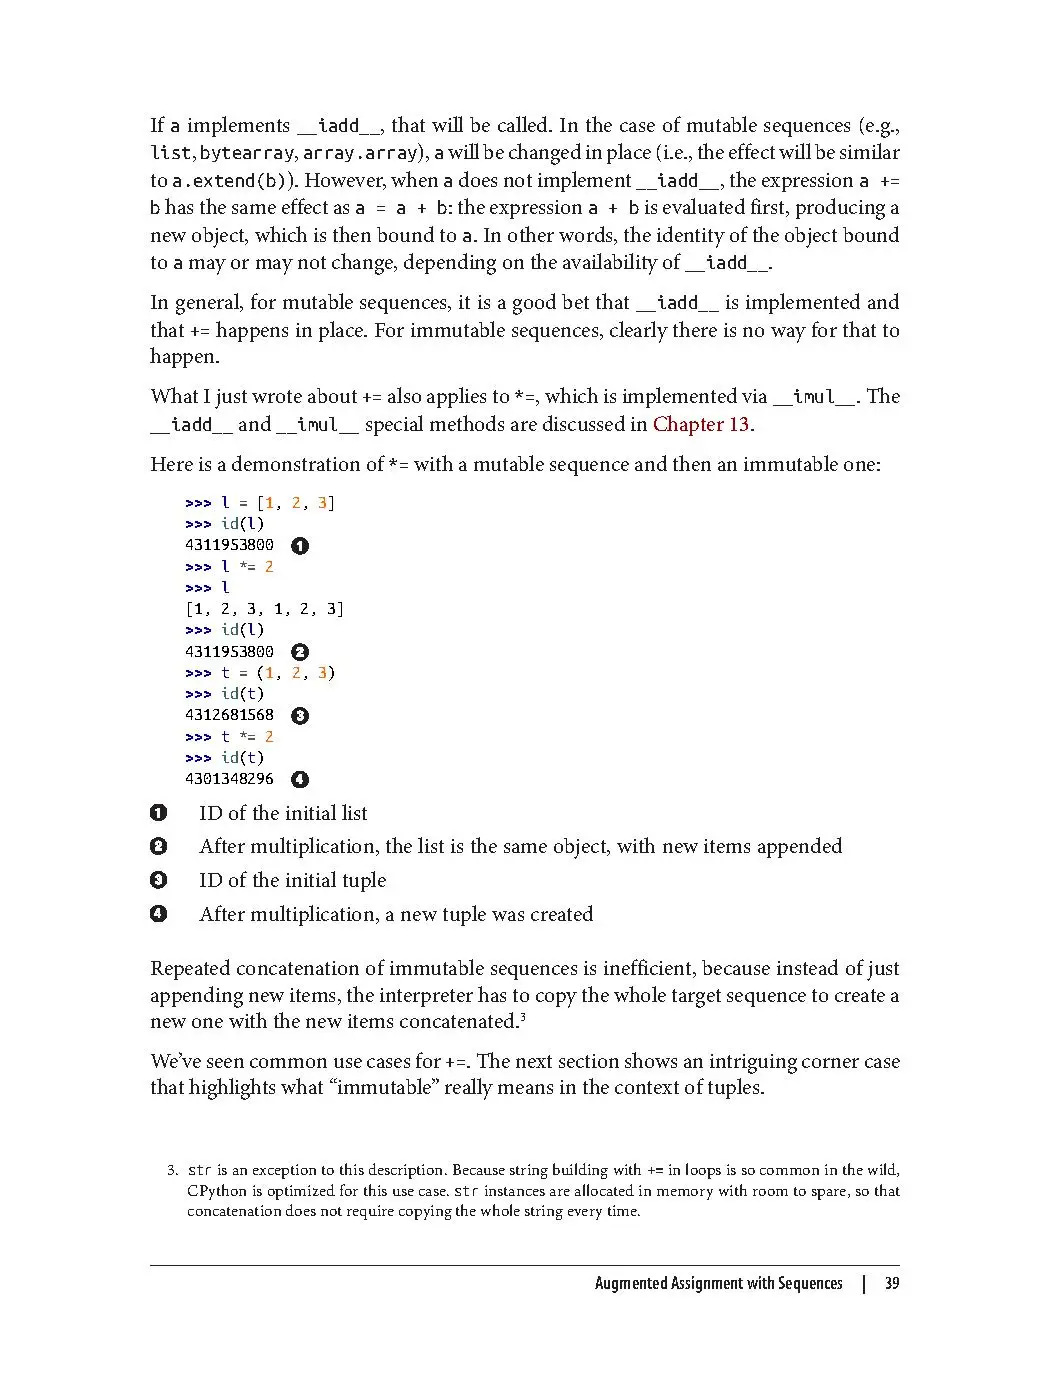 If a implements __iadd__, that will be called. In the case of mutable sequences (e.g.,
list, bytearray, array.array), a will be changed in place (i.e., the effect will be similar
to a.extend(b)). However, when a does not implement __iadd__, the expression a +=
b has the same effect as a = a + b: the expression a + b is evaluated first, producing a
new object, which is then bound to a. In other words, the identity of the object bound
to a may or may not change, depending on the availability of __iadd__.
In general, for mutable sequences, it is a good bet that __iadd__ is implemented and
that += happens in place. For immutable sequences, clearly there is no way for that to
happen.
What I just wrote about += also applies to *=, which is implemented via __imul__. The
__iadd__ and __imul__ special methods are discussed in Chapter 13.
Here is a demonstration of *= with a mutable sequence and then an immutable one:
>>> l = [1, 2, 3]
>>> id(l)
4311953800 ❶
>>> l *= 2
>>> l
[1, 2, 3, 1, 2, 3]
>>> id(l)
4311953800 ❷
>>> t = (1, 2, 3)
>>> id(t)
4312681568 ❸
>>> t *= 2
>>> id(t)
4301348296 ❹
❶ ID of the initial list
❷ After multiplication, the list is the same object, with new items appended
❸ ID of the initial tuple
❹ After multiplication, a new tuple was created
Repeated concatenation of immutable sequences is inefficient, because instead of just
appending new items, the interpreter has to copy the whole target sequence to create a
new one with the new items concatenated.³
We've seen common use cases for +=. The next section shows an intriguing corner case
that highlights what “immutable” really means in the context of tuples.
3. str is an exception to this description. Because string building with += in loops is so common in the wild,
CPython is optimized for this use case. str instances are allocated in memory with room to spare, so that
concatenation does not require copying the whole string every time.
Augmented Assignment with Sequences | 39